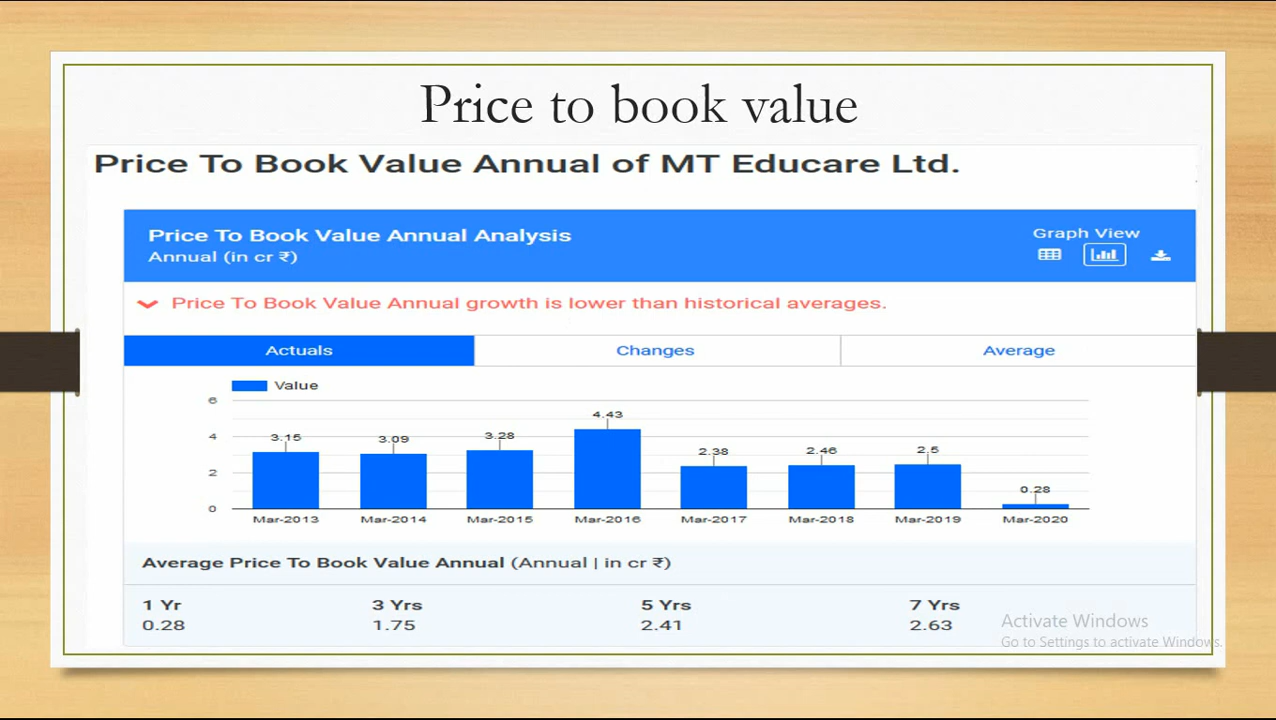 Price to book value
Price To Book Value Annual of MT Educare Ltd.
Price To Book Value Annual Analysis
Annual (in cr ₹)
Graph View
Price To Book Value Annual growth is lower than historical averages.
Actuals Changes Average
Value
6
4
2
0
3.15 3.09 3.28 4.43 2.38 2.46 2.5 0.28
Mar-2013 Mar-2014 Mar-2015 Mar-2016 Mar-2017 Mar-2018 Mar-2019 Mar-2020
Average Price To Book Value Annual (Annual | in cr ₹)
1 Yr 3 Yrs 5 Yrs 7 Yrs
0.28 1.75 2.41 2.63
Activate Windows
Go to Settings to activate Windows.